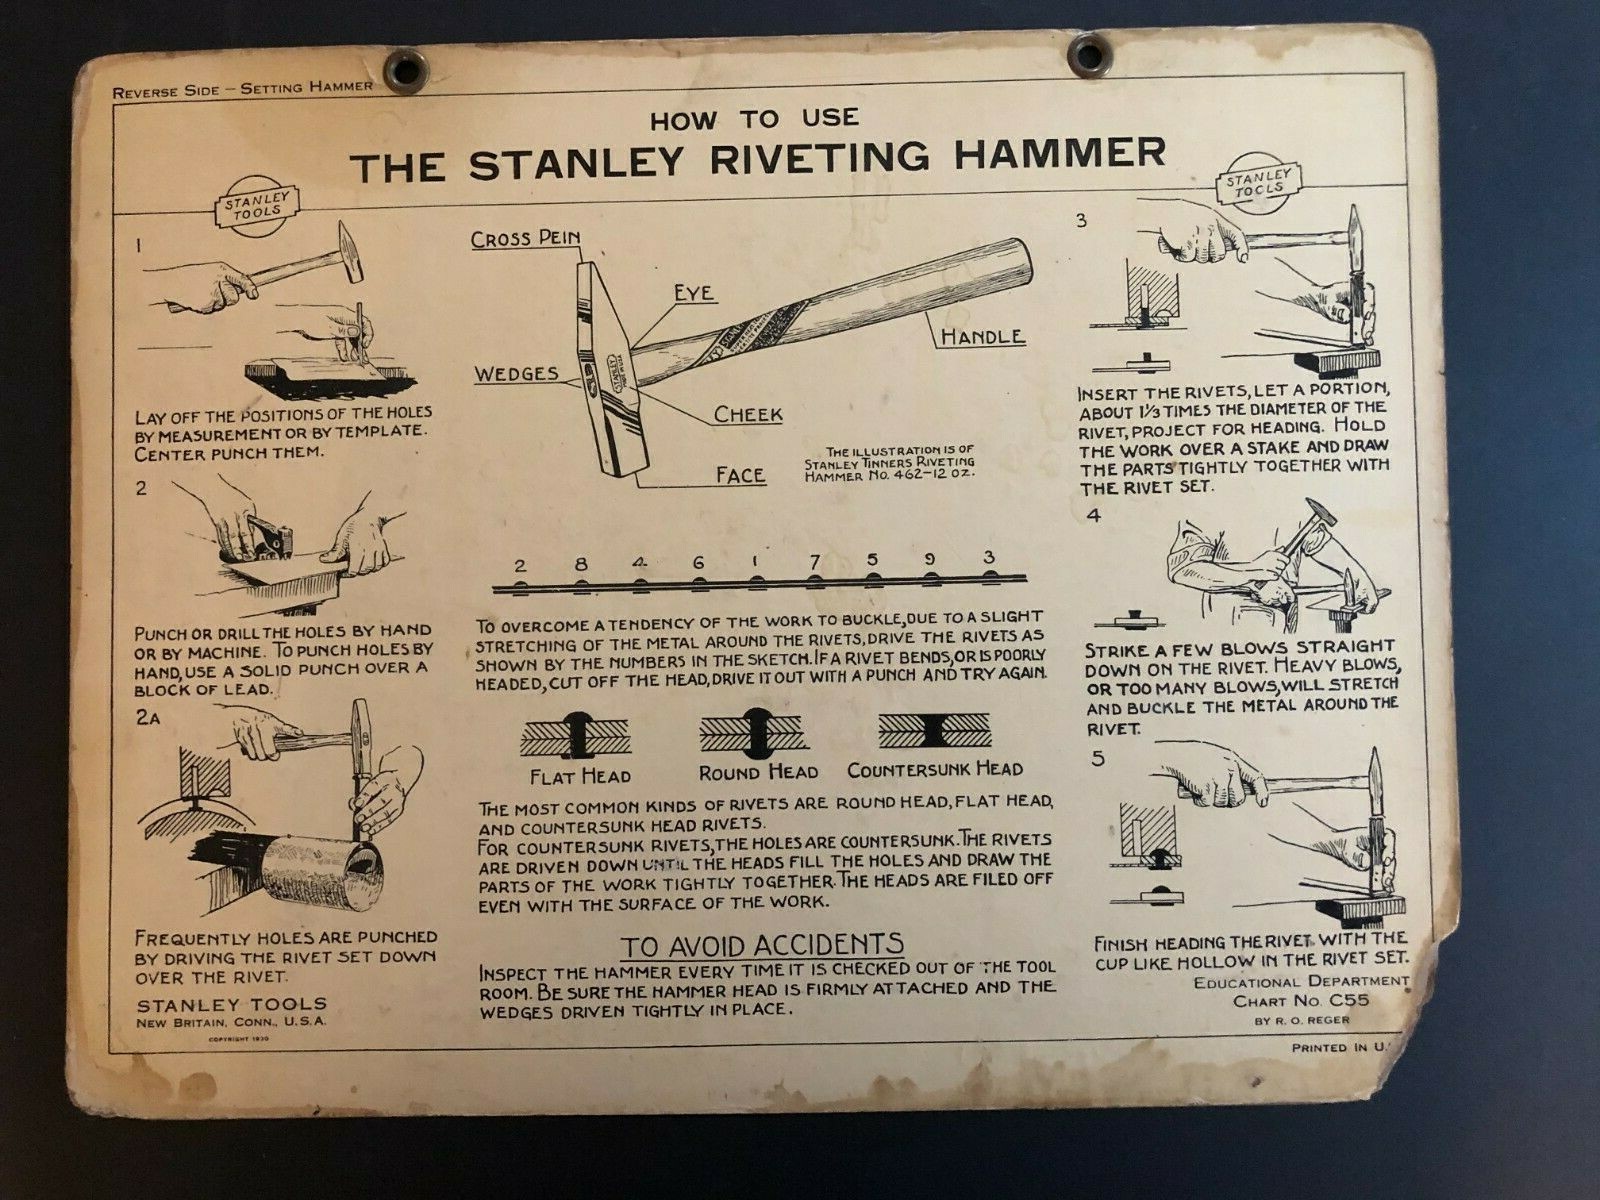 REVERSE SIDE – SETTING HAMMER
HOW TO USE
THE STANLEY RIVETING HAMMER
STANLEY
TOOLS
STANLEY
TOOLS
1
LAY OFF THE POSITIONS OF THE HOLES
BY MEASUREMENT OR BY TEMPLATE.
CENTER PUNCH THEM.
2
PUNCH OR DRILL THE HOLES BY HAND
OR BY MACHINE. TO PUNCH HOLES BY
HAND, USE A SOLID PUNCH OVER A
BLOCK OF LEAD.
2A
FREQUENTLY HOLES ARE PUNCHED
BY DRIVING THE RIVET SET DOWN
OVER THE RIVET.
STANLEY TOOLS
NEW BRITAIN, CONN., U.S.A.
COPYRIGHT 1930
CROSS PEIN
EYE
HANDLE
WEDGES
CHEEK
FACE
STANLEY
STANLEY
THE ILLUSTRATION IS OF
STANLEY TINNERS RIVETING
HAMMER NO. 462–12 OZ.
2 8 4 6 1 7 5 9 3
TO OVERCOME A TENDENCY OF THE WORK TO BUCKLE, DUE TO A SLIGHT
STRETCHING OF THE METAL AROUND THE RIVETS, DRIVE THE RIVETS AS
SHOWN BY THE NUMBERS IN THE SKETCH. IF A RIVET BENDS, OR IS POORLY
HEADED, CUT OFF THE HEAD, DRIVE IT OUT WITH A PUNCH AND TRY AGAIN.
FLAT HEAD
ROUND HEAD
COUNTERSUNK HEAD
THE MOST COMMON KINDS OF RIVETS ARE ROUND HEAD, FLAT HEAD,
AND COUNTERSUNK HEAD RIVETS.
FOR COUNTERSUNK RIVETS, THE HOLES ARE COUNTERSUNK. THE RIVETS
ARE DRIVEN DOWN UNTIL THE HEADS FILL THE HOLES AND DRAW THE
PARTS OF THE WORK TIGHTLY TOGETHER. THE HEADS ARE FILED OFF
EVEN WITH THE SURFACE OF THE WORK.
TO AVOID ACCIDENTS
INSPECT THE HAMMER EVERY TIME IT IS CHECKED OUT OF THE TOOL
ROOM. BE SURE THE HAMMER HEAD IS FIRMLY ATTACHED AND THE
WEDGES DRIVEN TIGHTLY IN PLACE.
3
INSERT THE RIVETS, LET A PORTION,
ABOUT 1⅓ TIMES THE DIAMETER OF THE
RIVET, PROJECT FOR HEADING. HOLD
THE WORK OVER A STAKE AND DRAW
THE PARTS TIGHTLY TOGETHER WITH
THE RIVET SET.
4
STRIKE A FEW BLOWS STRAIGHT
DOWN ON THE RIVET. HEAVY BLOWS,
OR TOO MANY BLOWS, WILL STRETCH
AND BUCKLE THE METAL AROUND THE
RIVET.
5
FINISH HEADING THE RIVET WITH THE
CUP LIKE HOLLOW IN THE RIVET SET.
EDUCATIONAL DEPARTMENT
CHART NO. C55
BY R. O. REGER
PRINTED IN U.